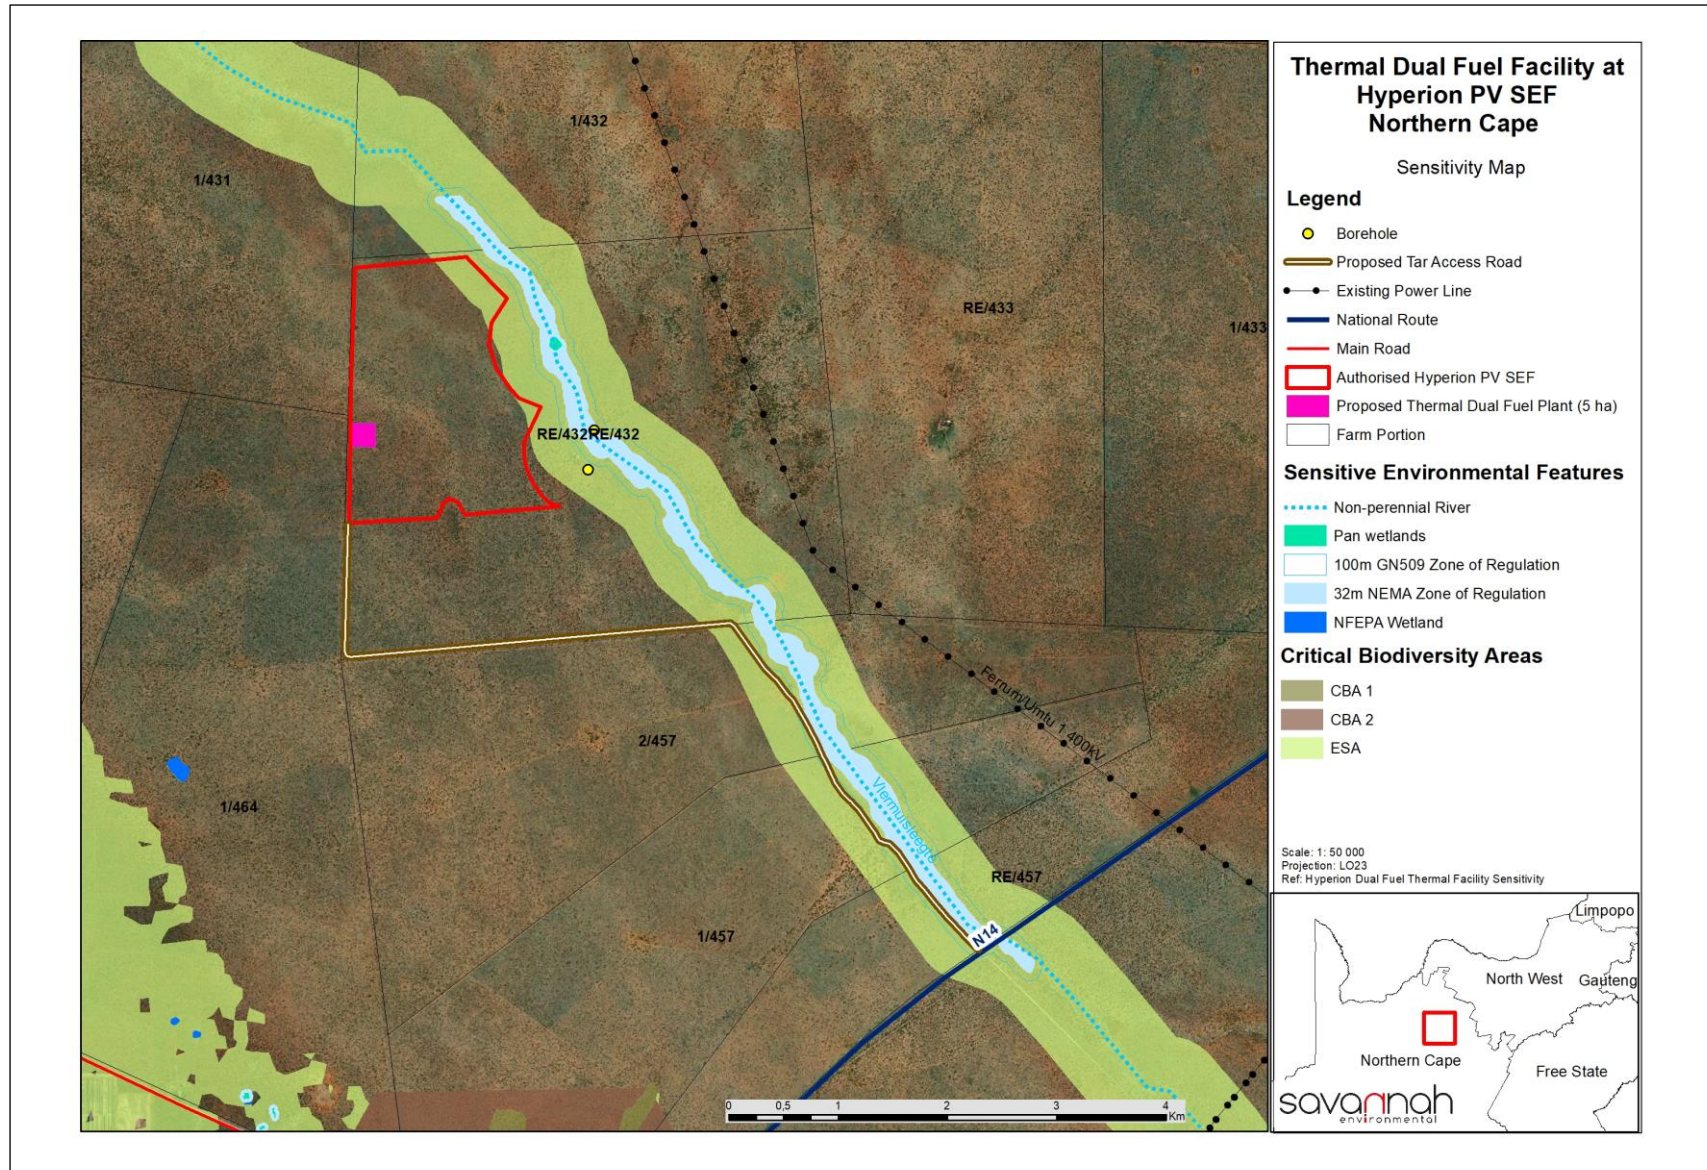 1/432
1/431
RE/433
1/433
RE/432 RE/432
Ferrum/Umtu 1 400kV
2/457
1/464
Vlermuisleegte
RE/457
1/457
N14
0 0,5 1 2 3 4
Km
Thermal Dual Fuel Facility at
Hyperion PV SEF
Northern Cape
Sensitivity Map
Legend
Borehole
Proposed Tar Access Road
Existing Power Line
National Route
Main Road
Authorised Hyperion PV SEF
Proposed Thermal Dual Fuel Plant (5 ha)
Farm Portion
Sensitive Environmental Features
Non-perennial River
Pan wetlands
100m GN509 Zone of Regulation
32m NEMA Zone of Regulation
NFEPA Wetland
Critical Biodiversity Areas
CBA 1
CBA 2
ESA
Scale: 1: 50 000
Projection: LO23
Ref: Hyperion Dual Fuel Thermal Facility Sensitivity
Limpopo
North West
Gauteng
Northern Cape
Free State
savannah
environmental